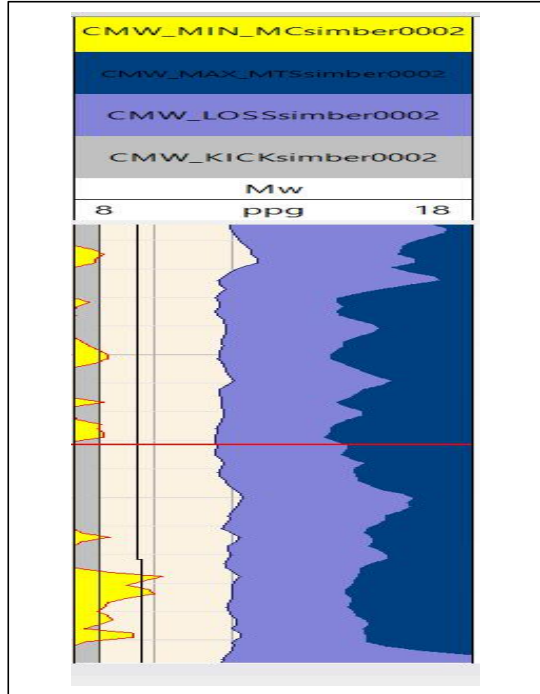 CMW_MIN_MCsimber0002
CMW_MAX_MTSsimber0002
CMW_LOSSsimber0002
CMW_KICKsimber0002
Mw
8 ppg 18